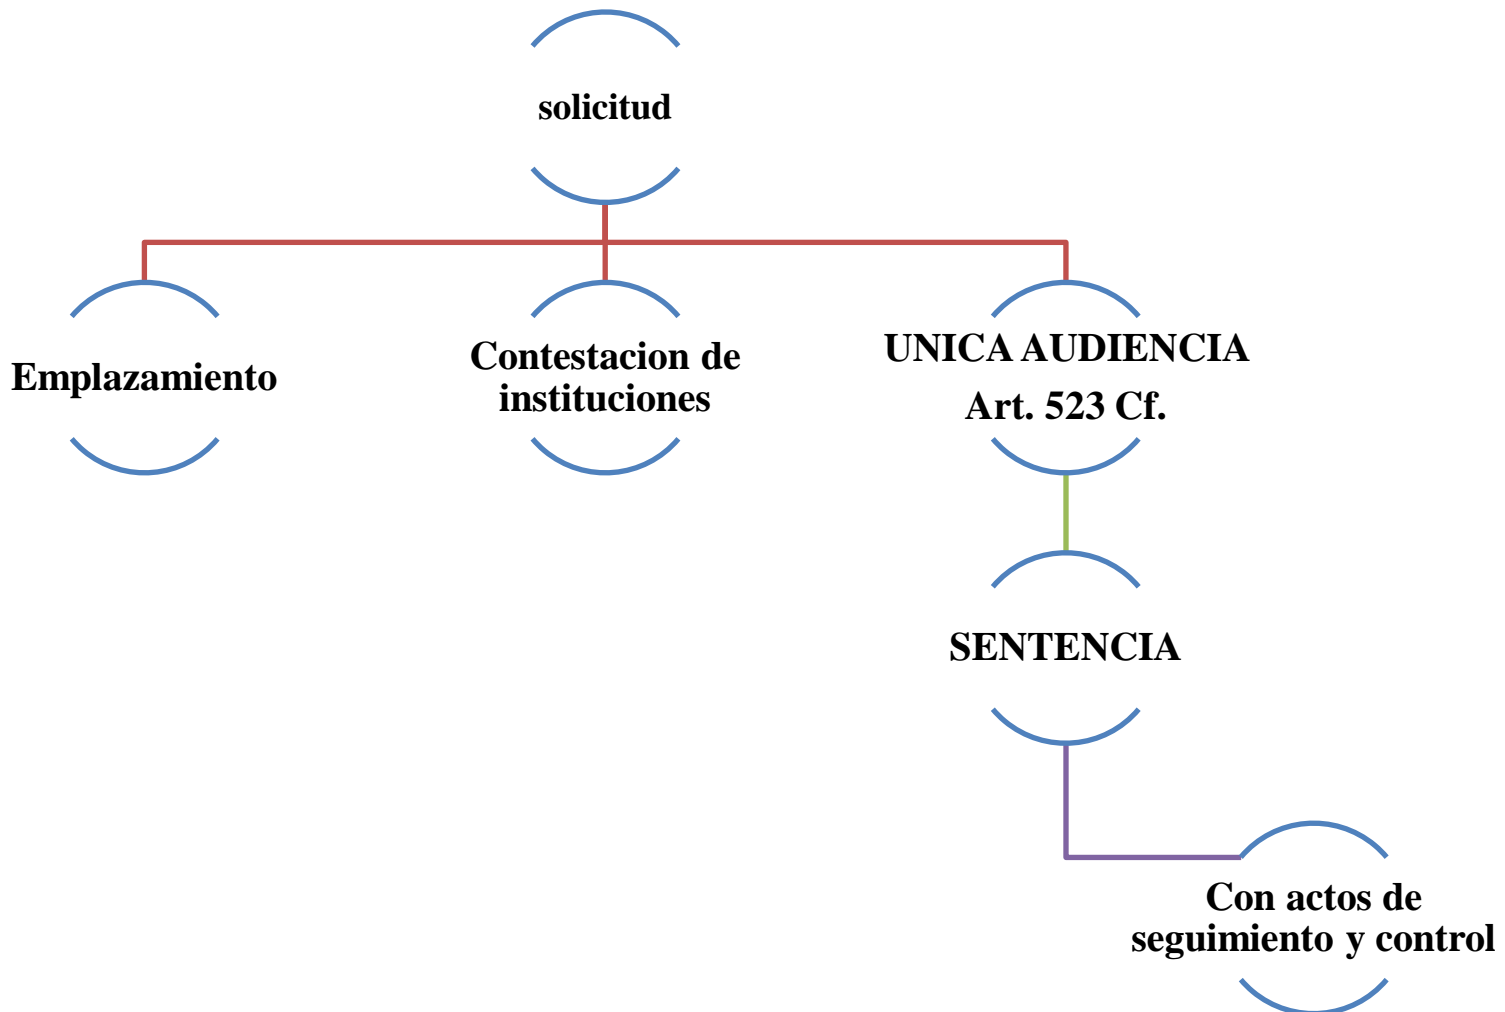 solicitud
Emplazamiento
Contestacion de
instituciones
UNICA AUDIENCIA
Art. 523 Cf.
SENTENCIA
Con actos de
seguimiento y control